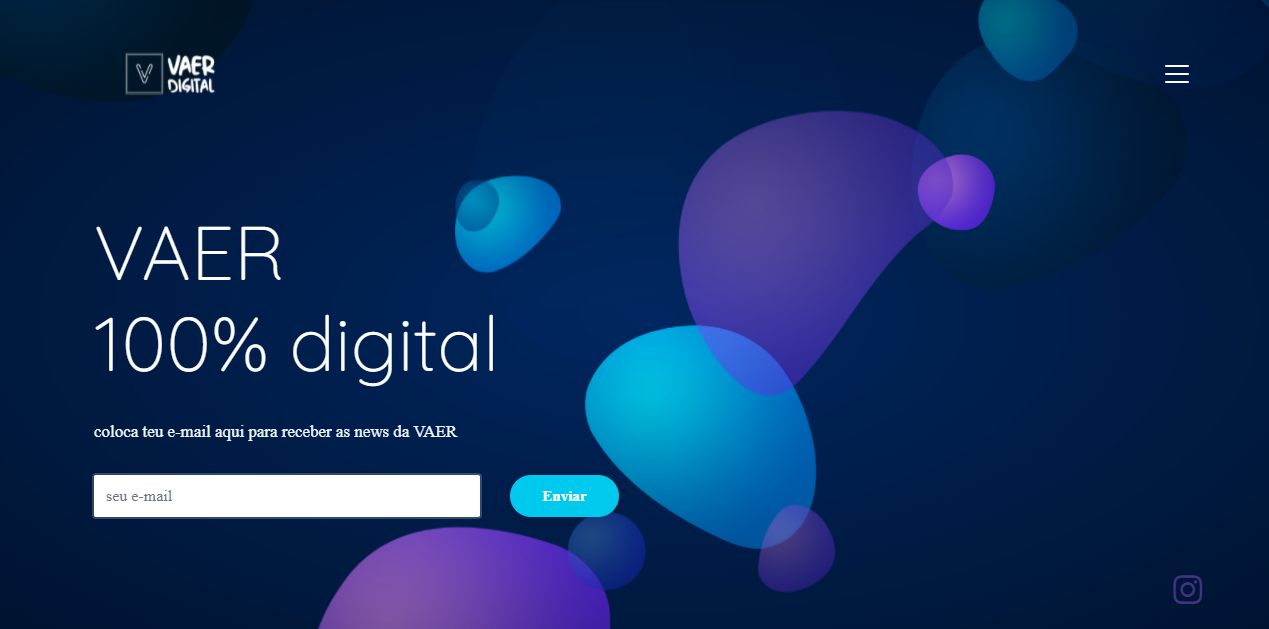 V VAER
DIGITAL
VAER
100% digital
coloca teu e-mail aqui para receber as news da VAER
seu e-mail
Enviar